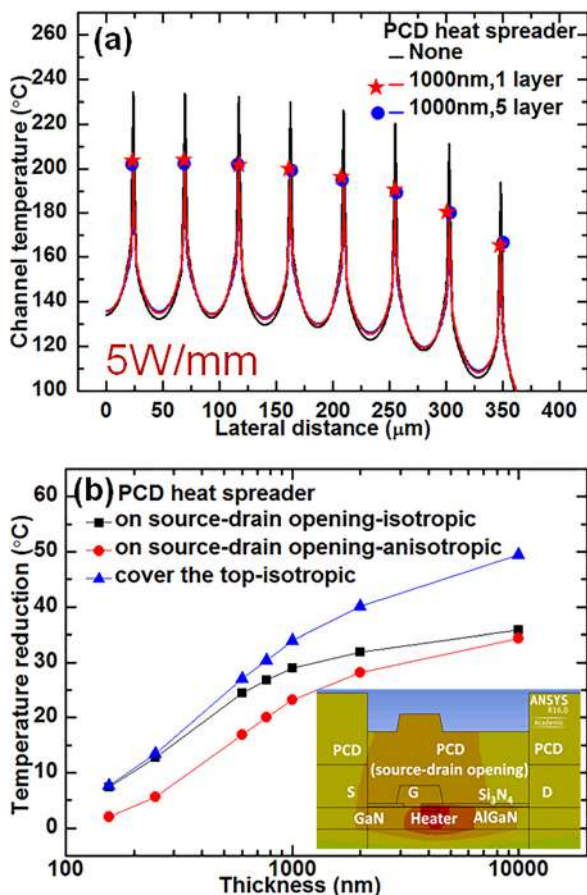 (a)
PCD heat spreader
None
1000nm,1 layer
1000nm,5 layer
260
240
220
200
180
160
140
120
100
Channel temperature (°C)
5W/mm
0 50 100 150 200 250 300 350 400
Lateral distance (μm)
(b) PCD heat spreader
on source-drain opening-isotropic
on source-drain opening-anisotropic
cover the top-isotropic
60
50
40
30
20
10
0
Temperature reduction (°C)
ANSYS
R16.0
Academic
PCD PCD PCD
(source-drain opening)
S G Si3N4 D
GaN Heater AlGaN
100 1000 10000
Thickness (nm)